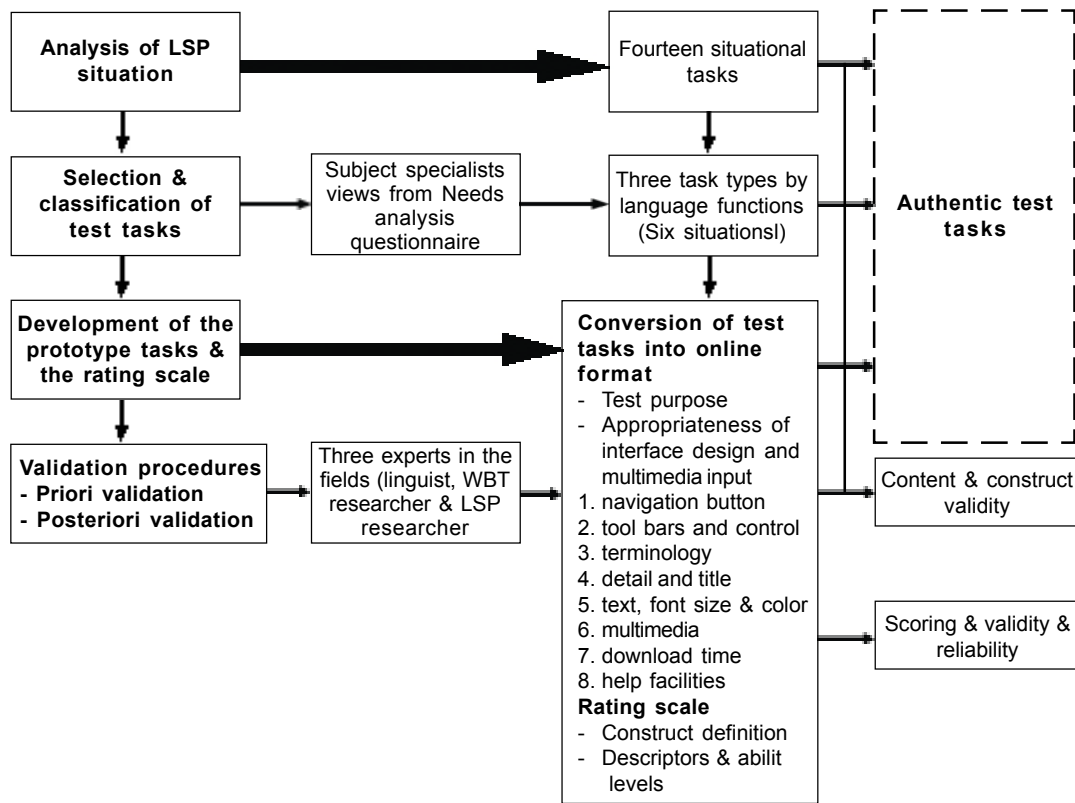 Analysis of LSP
situation
Fourteen situational
tasks
Selection &
classification of
test tasks
Subject specialists
views from Needs
analysis
questionnaire
Three task types by
language functions
(Six situationsl)
Authentic test
tasks
Development of the
prototype tasks &
the rating scale
Conversion of test
tasks into online
format
- Test purpose
- Appropriateness of
interface design and
multimedia input
1. navigation button
2. tool bars and control
3. terminology
4. detail and title
5. text, font size & color
6. multimedia
7. download time
8. help facilities
Rating scale
- Construct definition
- Descriptors & abilit
levels
Validation procedures
- Priori validation
- Posteriori validation
Three experts in the
fields (linguist, WBT
researcher & LSP
researcher
Content & construct
validity
Scoring & validity &
reliability